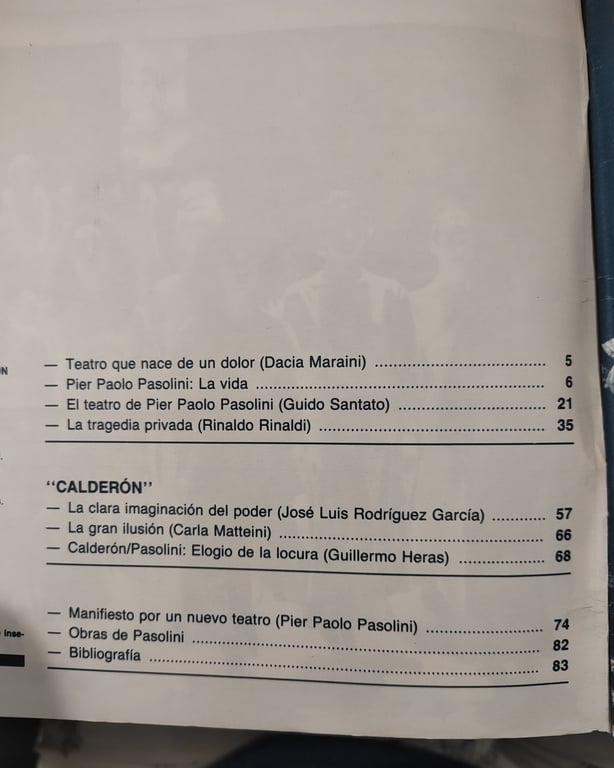 — Teatro que nace de un dolor (Dacia Maraini) ........................................ 5
— Pier Paolo Pasolini: La vida ........................................ 6
— El teatro de Pier Paolo Pasolini (Guido Santato) ........................................ 21
— La tragedia privada (Rinaldo Rinaldi) ........................................ 35
“CALDERÓN”
— La clara imaginación del poder (José Luis Rodríguez García) ............ 57
— La gran ilusión (Carla Matteini) ........................................ 66
— Calderón/Pasolini: Elogio de la locura (Guillermo Heras) .................... 68
— Manifiesto por un nuevo teatro (Pier Paolo Pasolini) ............................ 74
— Obras de Pasolini ........................................ 82
— Bibliografía ........................................ 83